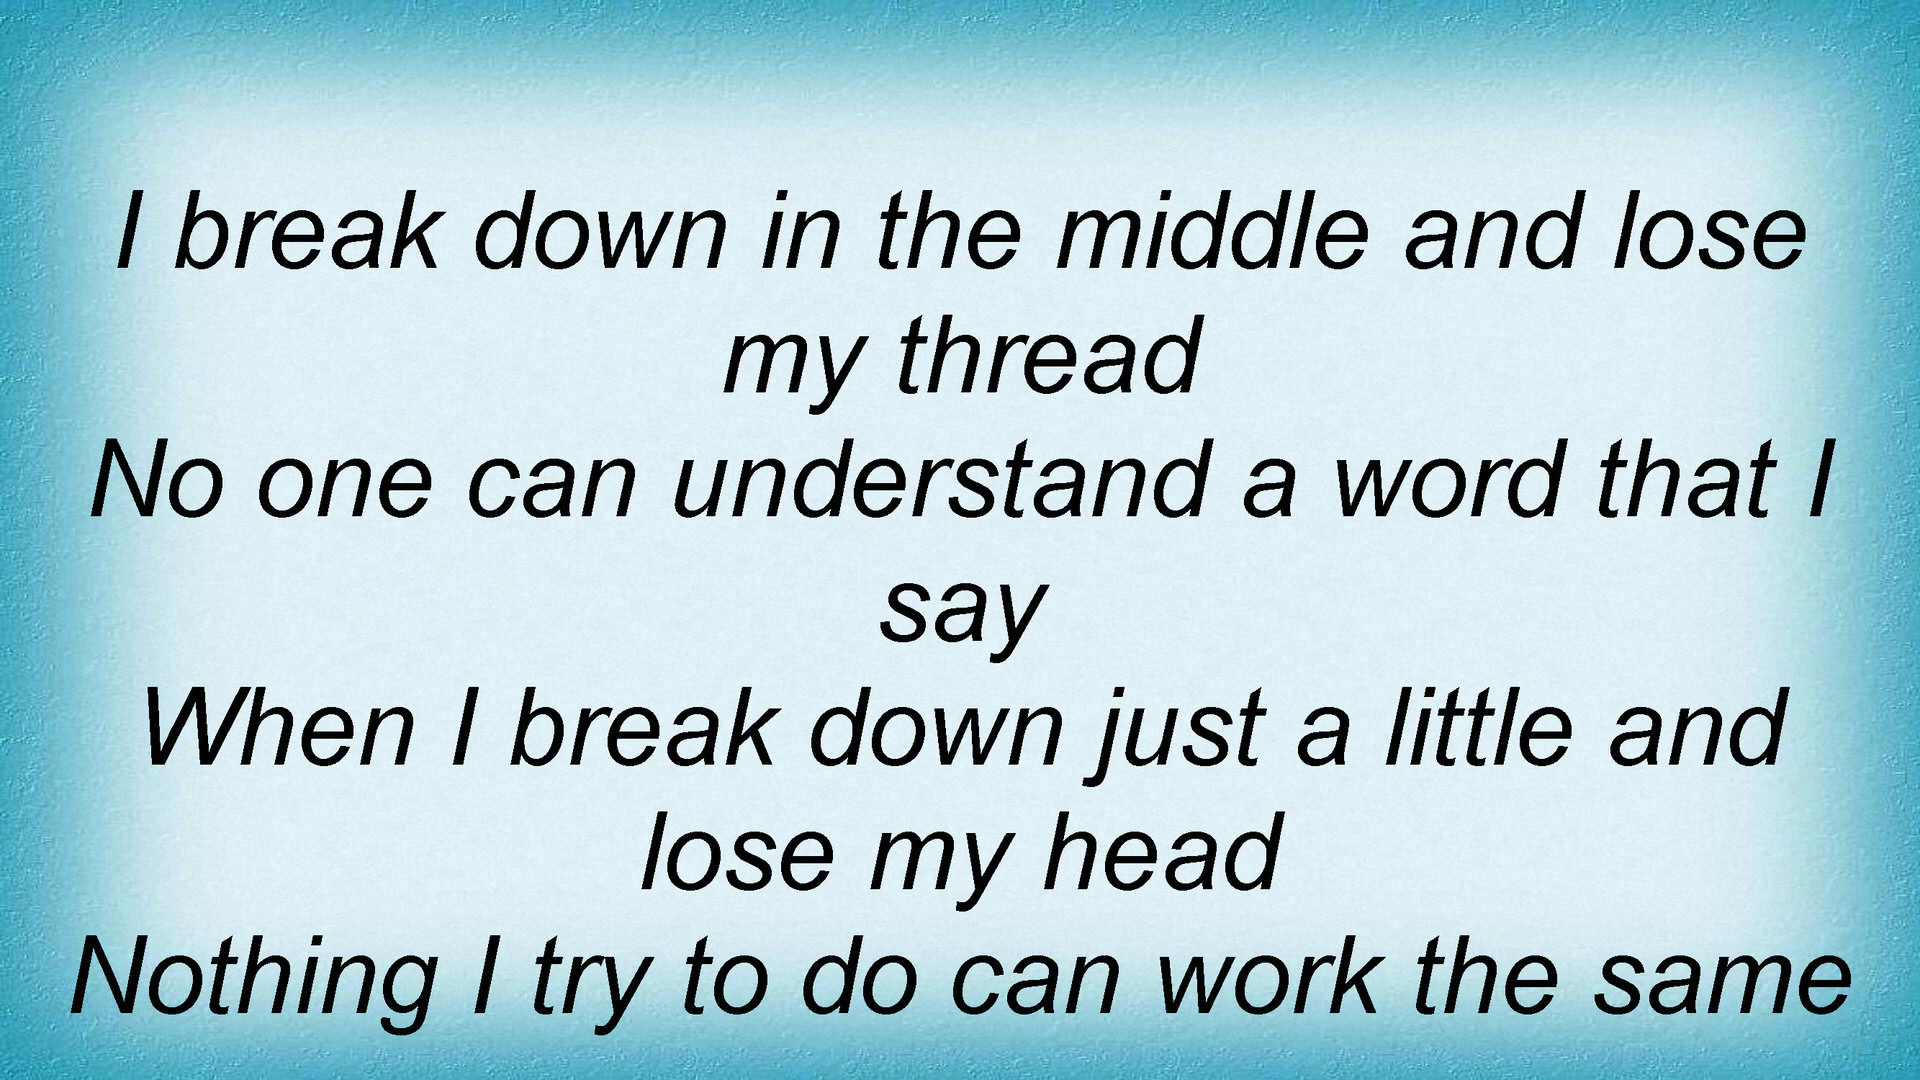 I break down in the middle and lose
my thread
No one can understand a word that I
say
When I break down just a little and
lose my head
Nothing I try to do can work the same